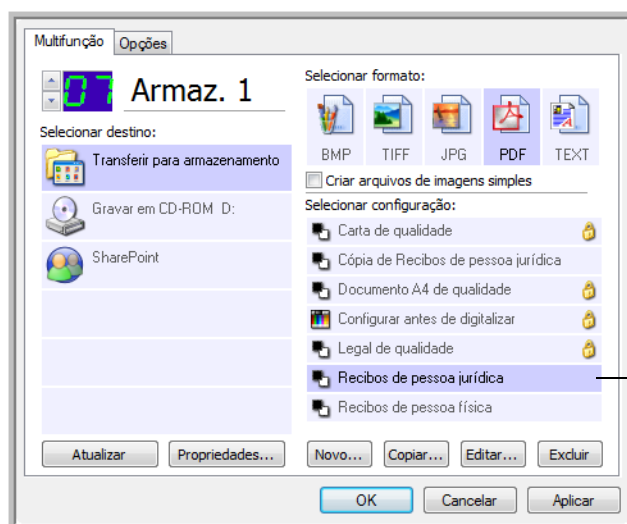 Multifunção Opções
07 Armaz. 1
Selecionar destino:
Transferir para armazenamento
Gravar em CD-ROM D:
SharePoint
Atualizar Propriedades...
Selecionar formato:
BMP TIFF JPG PDF TEXT
Criar arquivos de imagens simples
Selecionar configuração:
Carta de qualidade
Cópia de Recibos de pessoa jurídica
Documento A4 de qualidade
Configurar antes de digitalizar
Legal de qualidade
Recibos de pessoa jurídica
Recibos de pessoa física
Novo... Copiar... Editar... Excluir
OK Cancelar Aplicar